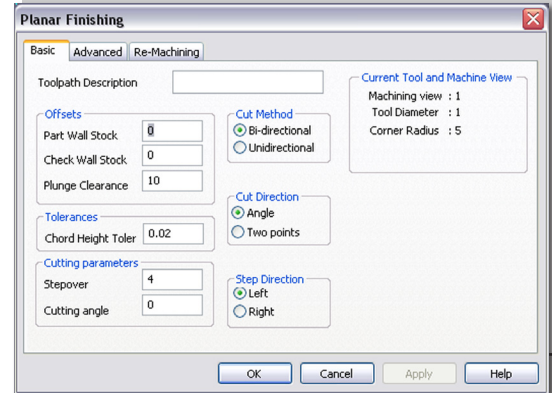 Planar Finishing
Basic Advanced Re-Machining
Toolpath Description
Current Tool and Machine View
Machining view : 1
Tool Diameter : 1
Corner Radius : 5
Offsets
Part Wall Stock 0
Check Wall Stock 0
Plunge Clearance 10
Cut Method
Bi-directional
Unidirectional
Tolerances
Chord Height Toler 0.02
Cut Direction
Angle
Two points
Cutting parameters
Stepover 4
Cutting angle 0
Step Direction
Left
Right
OK Cancel Apply Help